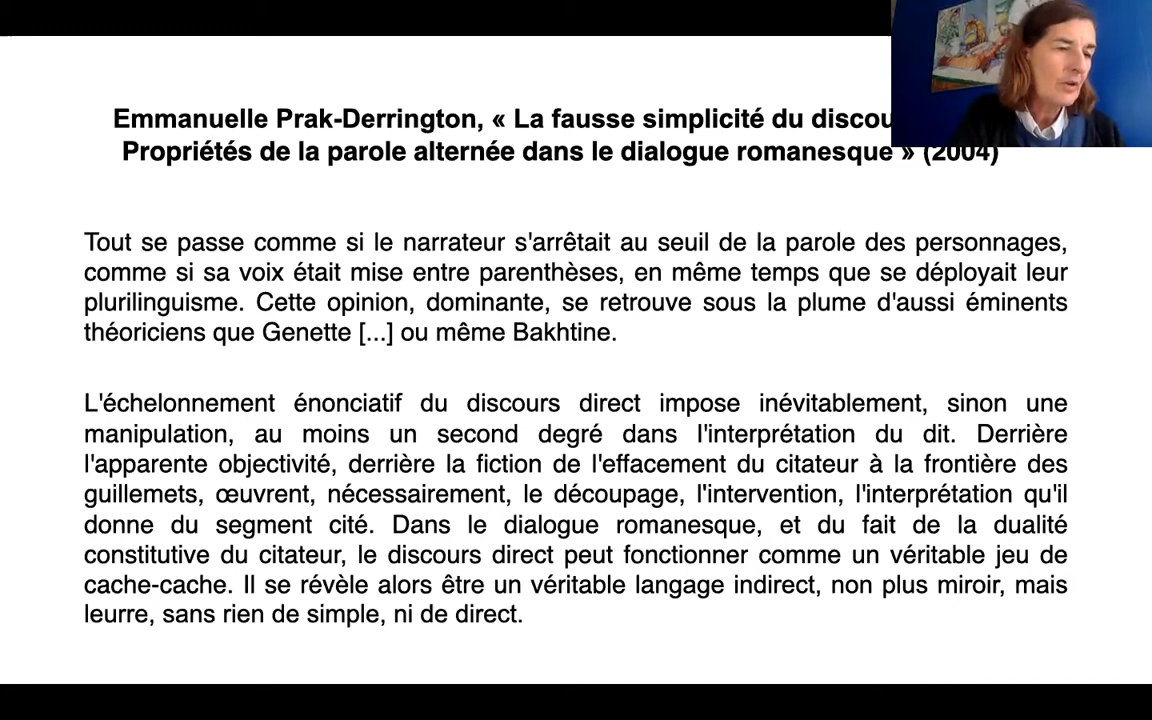 Emmanuelle Prak-Derrington, « La fausse simplicité du
Propriétés de la parole alternée dans le dialogue romanesque » (2004)
Tout se passe comme si le narrateur s'arrêtait au seuil de la parole des personnages,
comme si sa voix était mise entre parenthèses, en même temps que se déployait leur
plurilinguisme. Cette opinion, dominante, se retrouve sous la plume d'aussi éminents
théoriciens que Genette [...] ou même Bakhtine.
L'échelonnement énonciatif du discours direct impose inévitablement, sinon une
manipulation, au moins un second degré dans l'interprétation du dit. Derrière
l'apparente objectivité, derrière la fiction de l'effacement du citateur à la frontière des
guillemets, œuvrent, nécessairement, le découpage, l'intervention, l'interprétation qu'il
donne du segment cité. Dans le dialogue romanesque, et du fait de la dualité
constitutive du citateur, le discours direct peut fonctionner comme un véritable jeu de
cache-cache. Il se révèle alors être un véritable langage indirect, non plus miroir, mais
leurre, sans rien de simple, ni de direct.